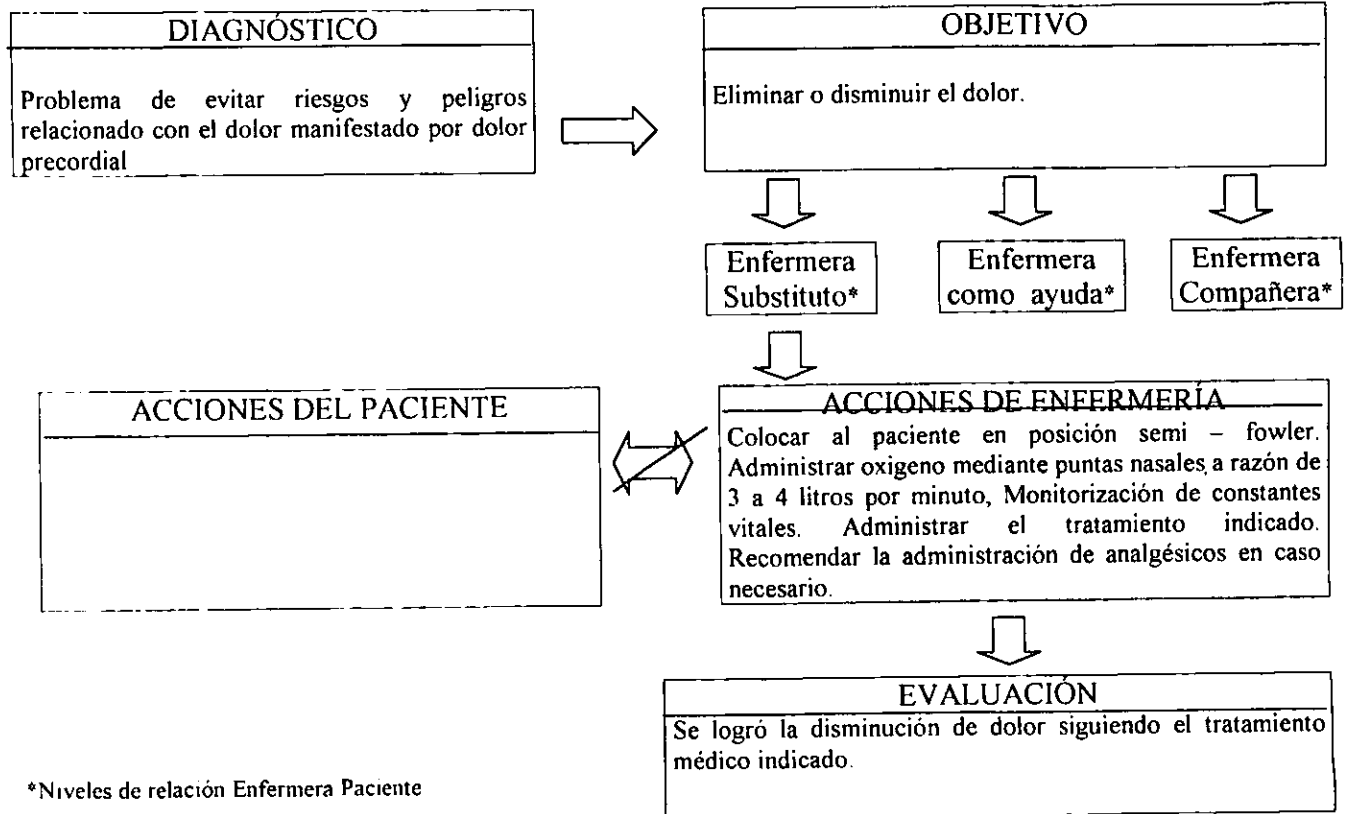 DIAGNÓSTICO
Problema de evitar riesgos y peligros
relacionado con el dolor manifestado por dolor
precordial
OBJETIVO
Eliminar o disminuir el dolor.
Enfermera
Substituto*
Enfermera
como ayuda*
Enfermera
Compañera*
ACCIONES DEL PACIENTE
ACCIONES DE ENFERMERÍA
Colocar al paciente en posición semi – fowler.
Administrar oxigeno mediante puntas nasales, a razón de
3 a 4 litros por minuto, Monitorización de constantes
vitales. Administrar el tratamiento indicado.
Recomendar la administración de analgésicos en caso
necesario.
EVALUACIÓN
Se logró la disminución de dolor siguiendo el tratamiento
médico indicado.
*Niveles de relación Enfermera Paciente